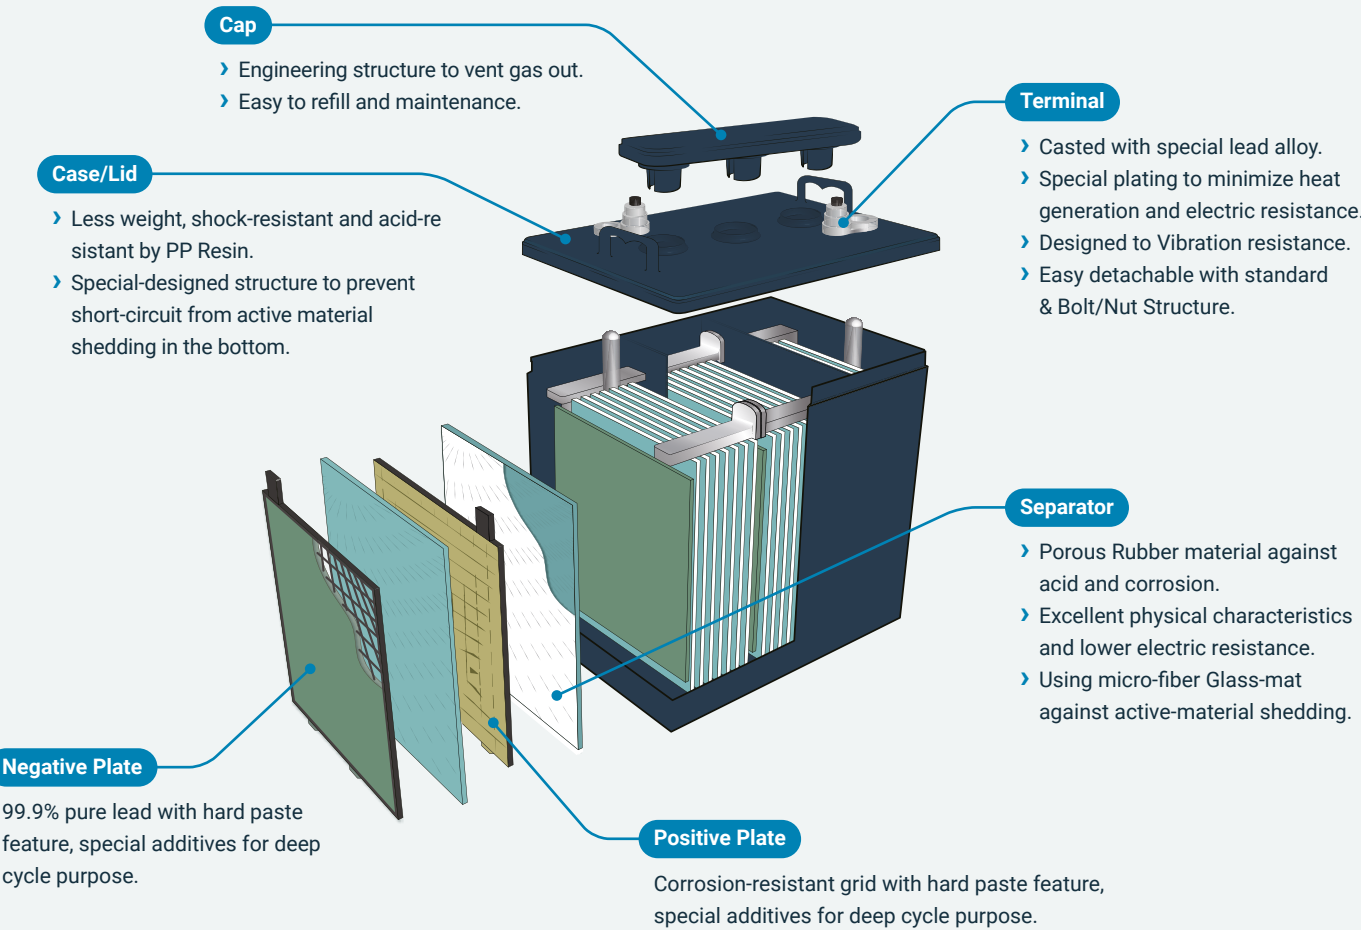 Cap
› Engineering structure to vent gas out.
› Easy to refill and maintenance.
Terminal
› Casted with special lead alloy.
› Special plating to minimize heat
generation and electric resistance.
› Designed to Vibration resistance.
› Easy detachable with standard
& Bolt/Nut Structure.
Case/Lid
› Less weight, shock-resistant and acid-re
sistant by PP Resin.
› Special-designed structure to prevent
short-circuit from active material
shedding in the bottom.
Separator
› Porous Rubber material against
acid and corrosion.
› Excellent physical characteristics
and lower electric resistance.
› Using micro-fiber Glass-mat
against active-material shedding.
Negative Plate
99.9% pure lead with hard paste
feature, special additives for deep
cycle purpose.
Positive Plate
Corrosion-resistant grid with hard paste feature,
special additives for deep cycle purpose.